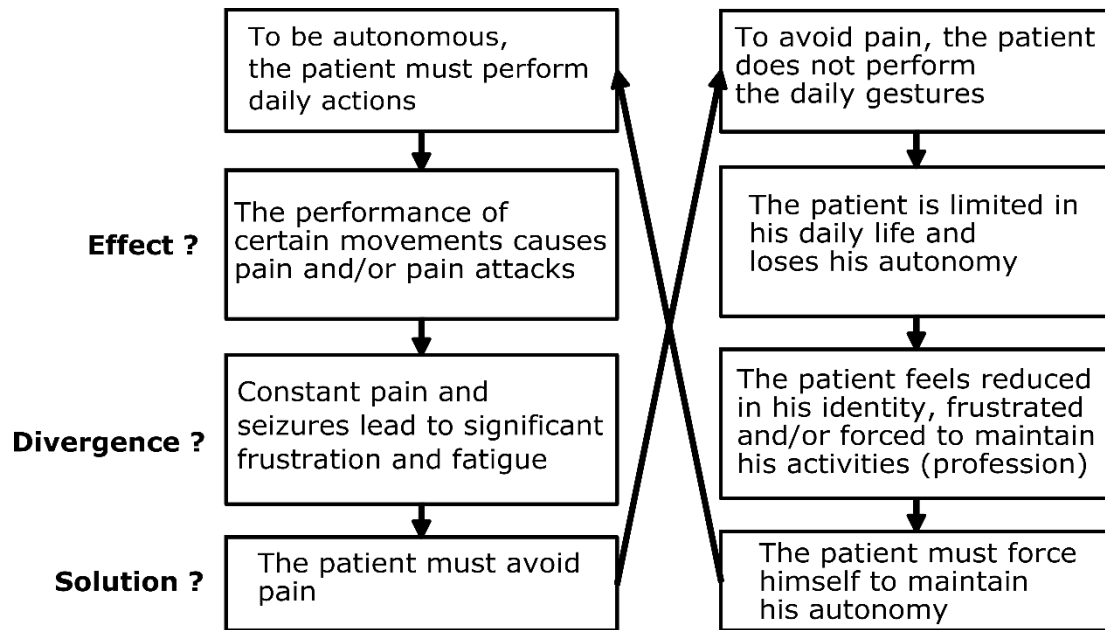 To be autonomous,
the patient must perform
daily actions
Effect ?
The performance of
certain movements causes
pain and/or pain attacks
Divergence ?
Constant pain and
seizures lead to significant
frustration and fatigue
Solution ?
The patient must avoid
pain
To avoid pain, the patient
does not perform
the daily gestures
The patient is limited in
his daily life and
loses his autonomy
The patient feels reduced
in his identity, frustrated
and/or forced to maintain
his activities (profession)
The patient must force
himself to maintain
his autonomy